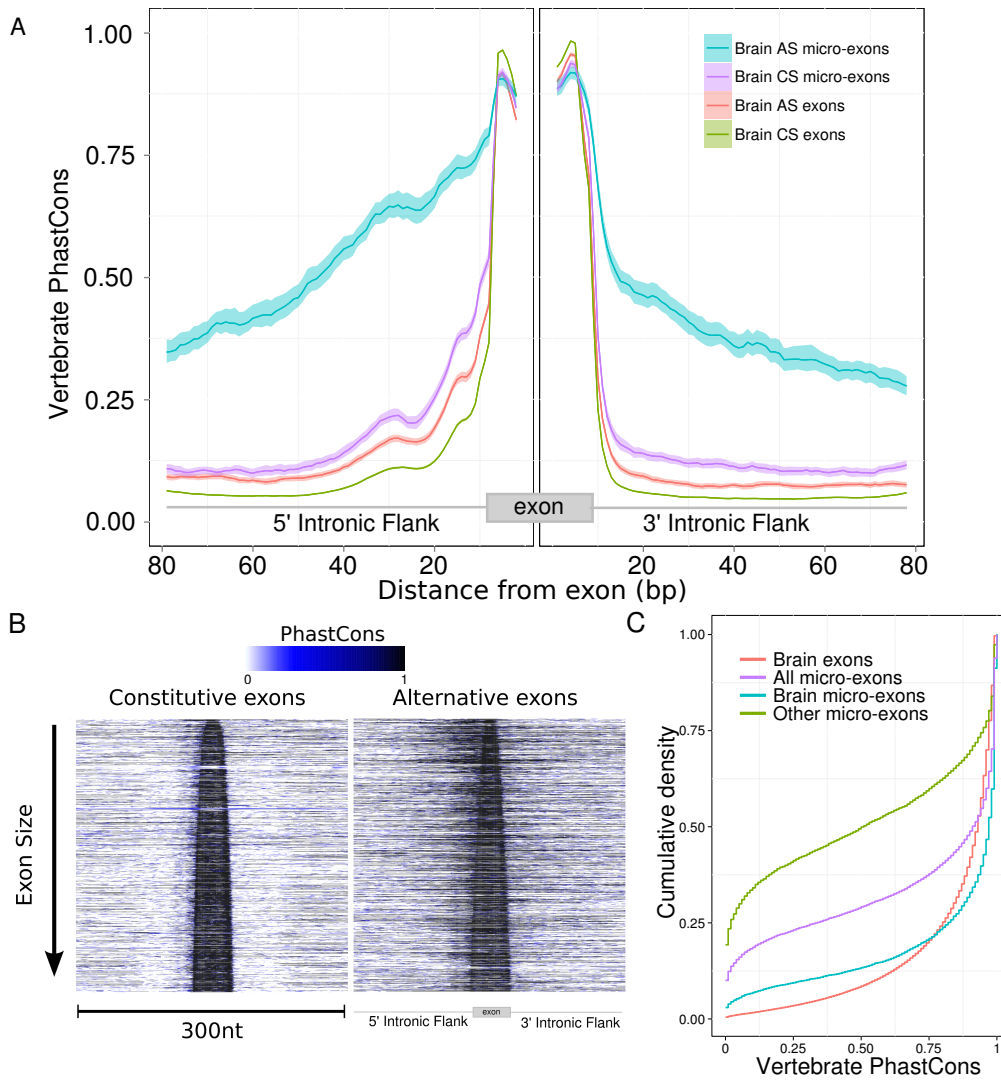 A
1.00
0.75
0.50
0.25
0.00
Vertebrate PhastCons
Brain AS micro-exons
Brain CS micro-exons
Brain AS exons
Brain CS exons
exon
5' Intronic Flank
3' Intronic Flank
80
60
40
20
20
40
60
80
Distance from exon (bp)
B
PhastCons
0
1
Constitutive exons
Alternative exons
Exon Size
300nt
5' Intronic Flank
exon
3' Intronic Flank
C
1.00
0.75
0.50
0.25
0.00
Cumulative density
Brain exons
All micro-exons
Brain micro-exons
Other micro-exons
0
0.25
0.50
0.75
1
Vertebrate PhastCons